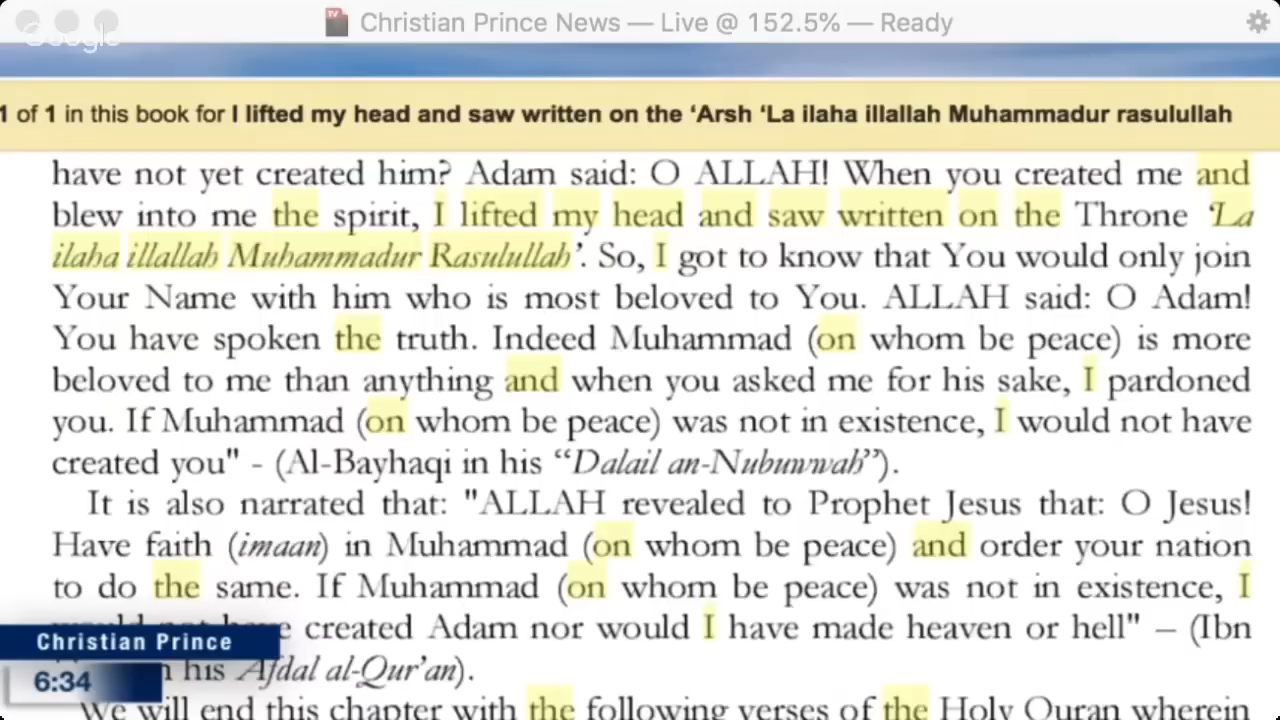 Christian Prince News — Live @ 152.5% — Ready
Google
1 of 1 in this book for I lifted my head and saw written on the ‘Arsh ‘La ilaha illallah Muhammadur rasulullah
have not yet created him? Adam said: O ALLAH! When you created me and
blew into me the spirit, I lifted my head and saw written on the Throne ‘La
ilaha illallah Muhammadur Rasulullah’. So, I got to know that You would only join
Your Name with him who is most beloved to You. ALLAH said: O Adam!
You have spoken the truth. Indeed Muhammad (on whom be peace) is more
beloved to me than anything and when you asked me for his sake, I pardoned
you. If Muhammad (on whom be peace) was not in existence, I would not have
created you" - (Al-Bayhaqi in his “Dalail an-Nubuwwah”).
It is also narrated that: "ALLAH revealed to Prophet Jesus that: O Jesus!
Have faith (imaan) in Muhammad (on whom be peace) and order your nation
to do the same. If Muhammad (on whom be peace) was not in existence, I
created Adam nor would I have made heaven or hell" – (Ibn
his Afdal al-Qur’an).
We will end this chapter with the following verses of the Holy Quran wherein
Christian Prince
6:34